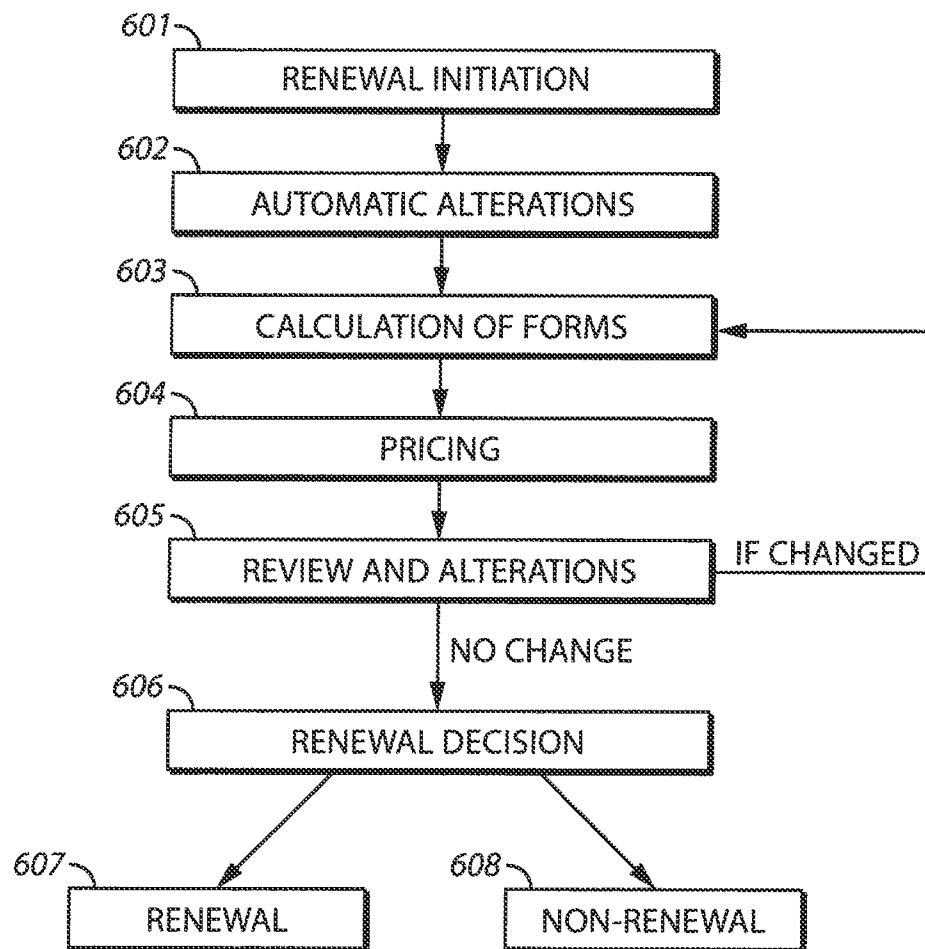 601
RENEWAL INITIATION
602
AUTOMATIC ALTERATIONS
603
CALCULATION OF FORMS
604
PRICING
605
REVIEW AND ALTERATIONS
IF CHANGED
NO CHANGE
606
RENEWAL DECISION
607
RENEWAL
608
NON-RENEWAL